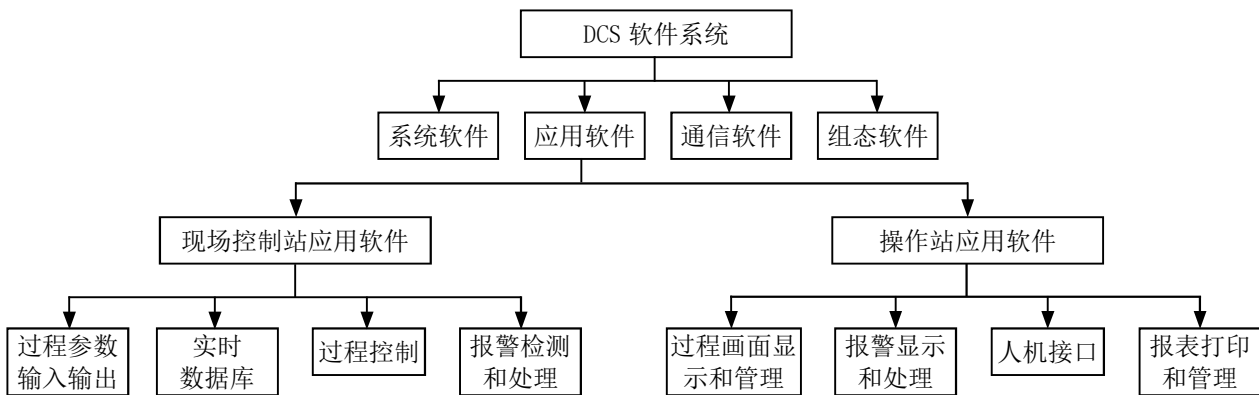 DCS 软件系统
系统软件
应用软件
通信软件
组态软件
现场控制站应用软件
操作站应用软件
过程参数
输入输出
实时
数据库
过程控制
报警检测
和处理
过程画面显
示和管理
报警显示
和处理
人机接口
报表打印
和管理